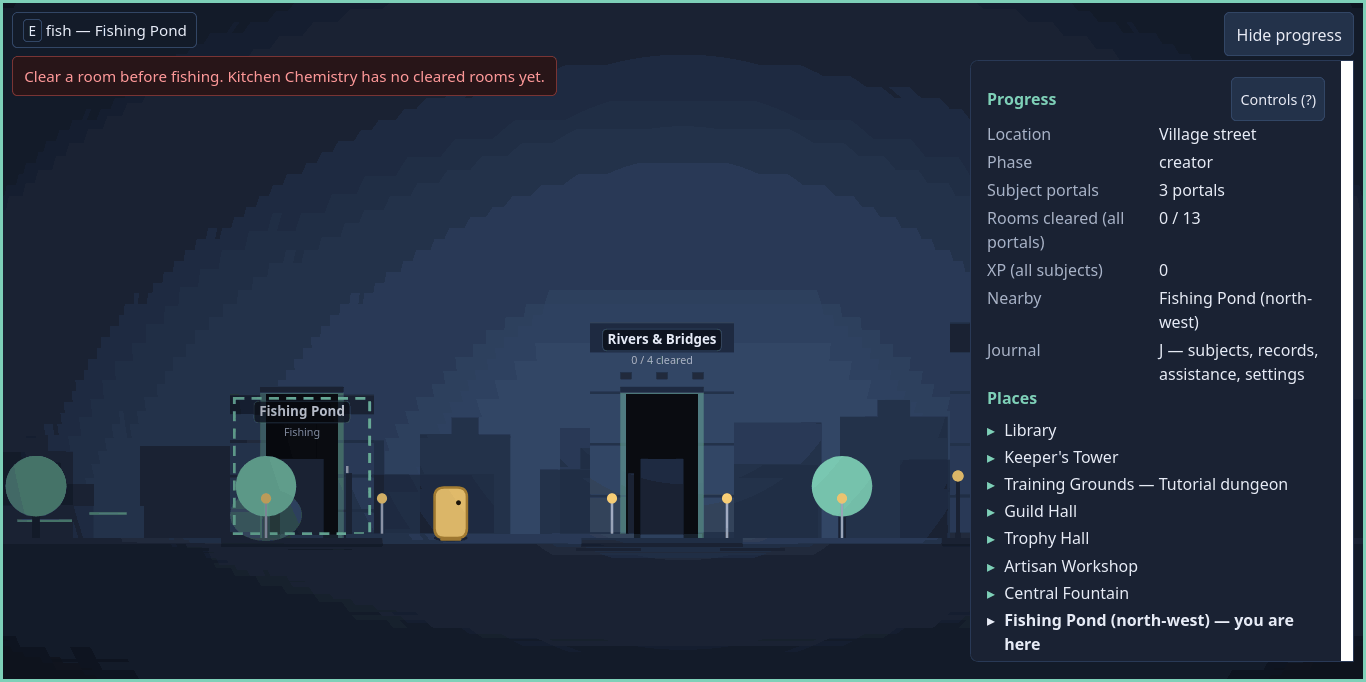 E fish — Fishing Pond
Hide progress
Clear a room before fishing. Kitchen Chemistry has no cleared rooms yet.
Progress
Controls (?)
Location Village street
Phase creator
Subject portals 3 portals
Rooms cleared (all 0 / 13
portals)
XP (all subjects) 0
Nearby Fishing Pond (north-
west)
Journal J — subjects, records,
assistance, settings
Places
▸ Library
▸ Keeper's Tower
▸ Training Grounds — Tutorial dungeon
▸ Guild Hall
▸ Trophy Hall
▸ Artisan Workshop
▸ Central Fountain
▸ Fishing Pond (north-west) — you are
here
Rivers & Bridges
0 / 4 cleared
Fishing Pond
Fishing